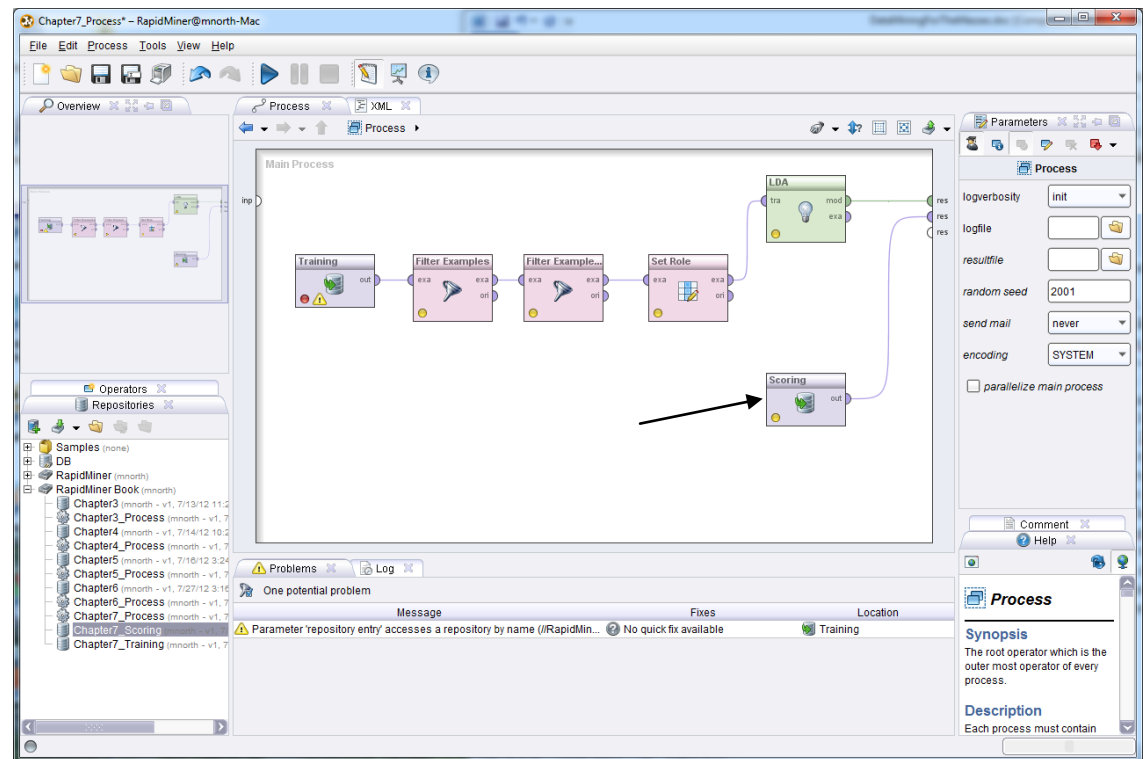 Chapter7_Process* – RapidMiner@mnorth-Mac
File Edit Process Tools View Help
Overview
Process XML
Process
Main Process
inp
Training
out
Filter Examples
exa exa
ori
Filter Example...
exa exa
ori
Set Role
exa exa
ori
LDA
tra mod
exa
Scoring
out
res
res
res
Operators
Repositories
Samples (none)
DB
RapidMiner (mnorth)
RapidMiner Book (mnorth)
Chapter3 (mnorth - v1, 7/13/12 11:2
Chapter3_Process (mnorth - v1, 7
Chapter4 (mnorth - v1, 7/14/12 10:2
Chapter4_Process (mnorth - v1, 7
Chapter5 (mnorth - v1, 7/16/12 3:24
Chapter5_Process (mnorth - v1, 7
Chapter6 (mnorth - v1, 7/27/12 3:16
Chapter6_Process (mnorth - v1, 7
Chapter7_Process (mnorth - v1, 7
Chapter7_Scoring
Chapter7_Training (mnorth - v1, 7
Problems Log
One potential problem
Message Fixes Location
Parameter 'repository entry' accesses a repository by name (//RapidMin... No quick fix available Training
Parameters
Process
logverbosity init
logfile
resultfile
random seed 2001
send mail never
encoding SYSTEM
parallelize main process
Comment
Help
Process
Synopsis
The root operator which is the
outer most operator of every
process.
Description
Each process must contain